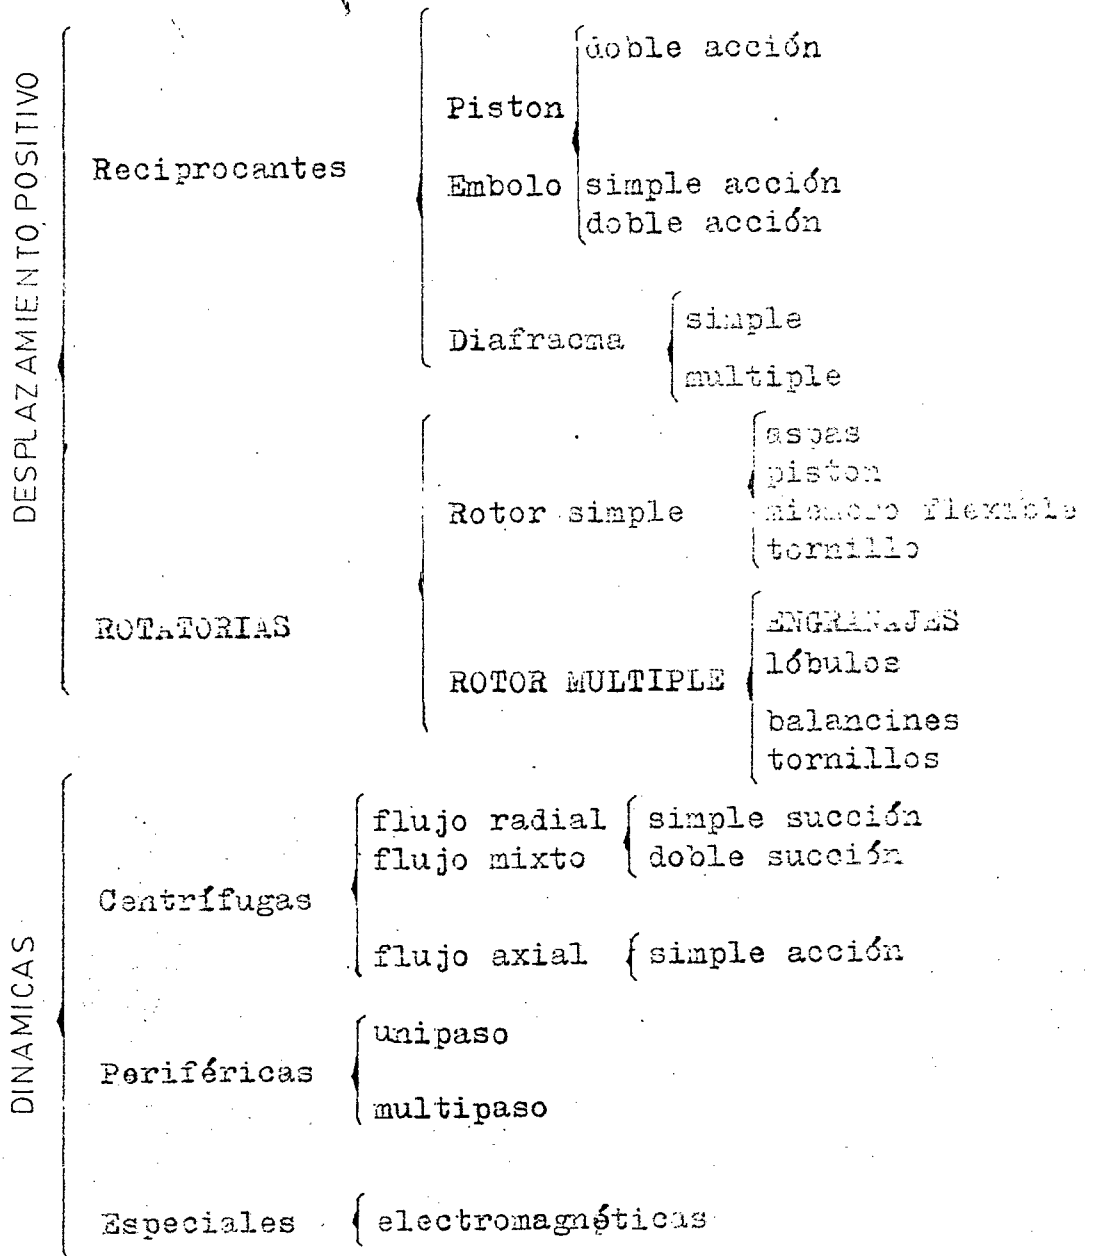 DESPLAZAMIENTO POSITIVO
Reciprocantes
Piston
doble acción
Embolo
simple acción
doble acción
Diafracma
simple
multiple
ROTATORIAS
Rotor simple
aspas
piston
miembro flexible
tornillo
ROTOR MULTIPLE
ENGRANAJES
lóbulos
balancines
tornillos
DINAMICAS
Centrífugas
flujo radial
flujo mixto
simple succión
doble succión
flujo axial
simple acción
Periféricas
unipaso
multipaso
Especiales
electromagnéticas